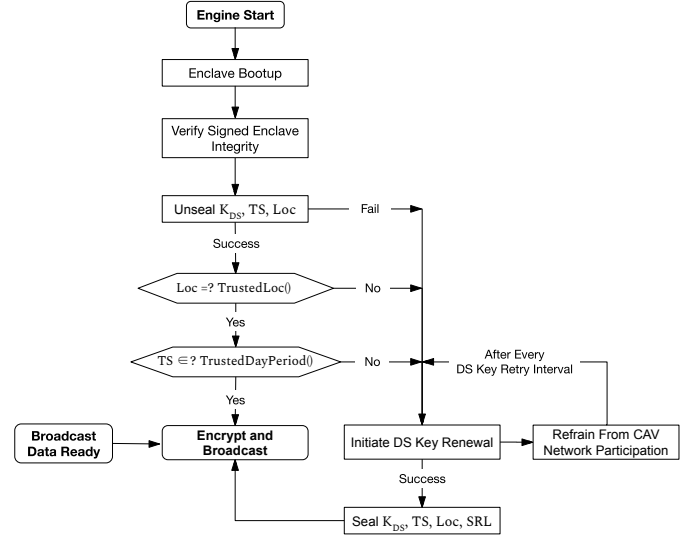 Engine Start
Enclave Bootup
Verify Signed Enclave
Integrity
Unseal K_DS, TS, Loc
Fail
Success
Loc =? TrustedLoc()
No
Yes
TS ∈? TrustedDayPeriod()
No
After Every
DS Key Retry Interval
Yes
Broadcast
Data Ready
Encrypt and
Broadcast
Initiate DS Key Renewal
Refrain From CAV
Network Participation
Success
Seal K_DS, TS, Loc, SRL